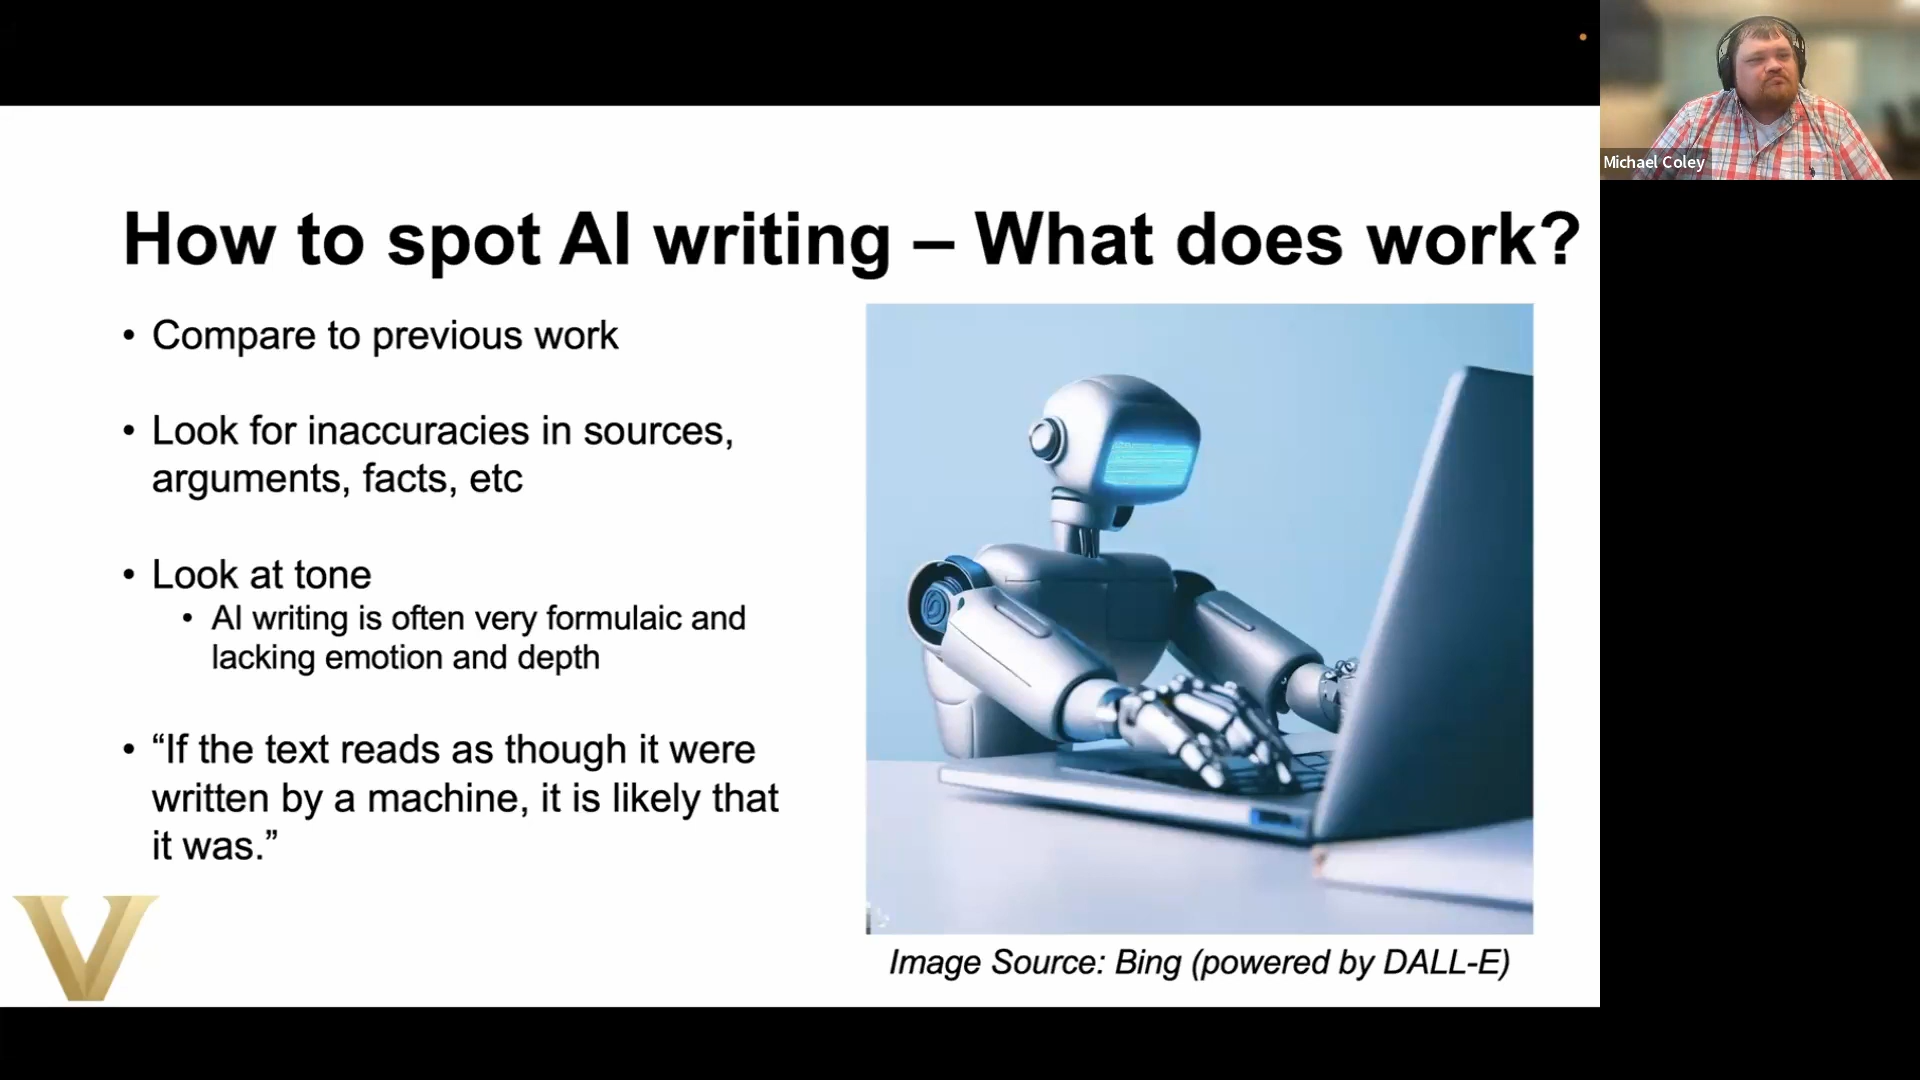 Michael Coley
How to spot AI writing – What does work?
• Compare to previous work
• Look for inaccuracies in sources,
arguments, facts, etc
• Look at tone
• AI writing is often very formulaic and
lacking emotion and depth
• “If the text reads as though it were
written by a machine, it is likely that
it was.”
V
Image Source: Bing (powered by DALL-E)